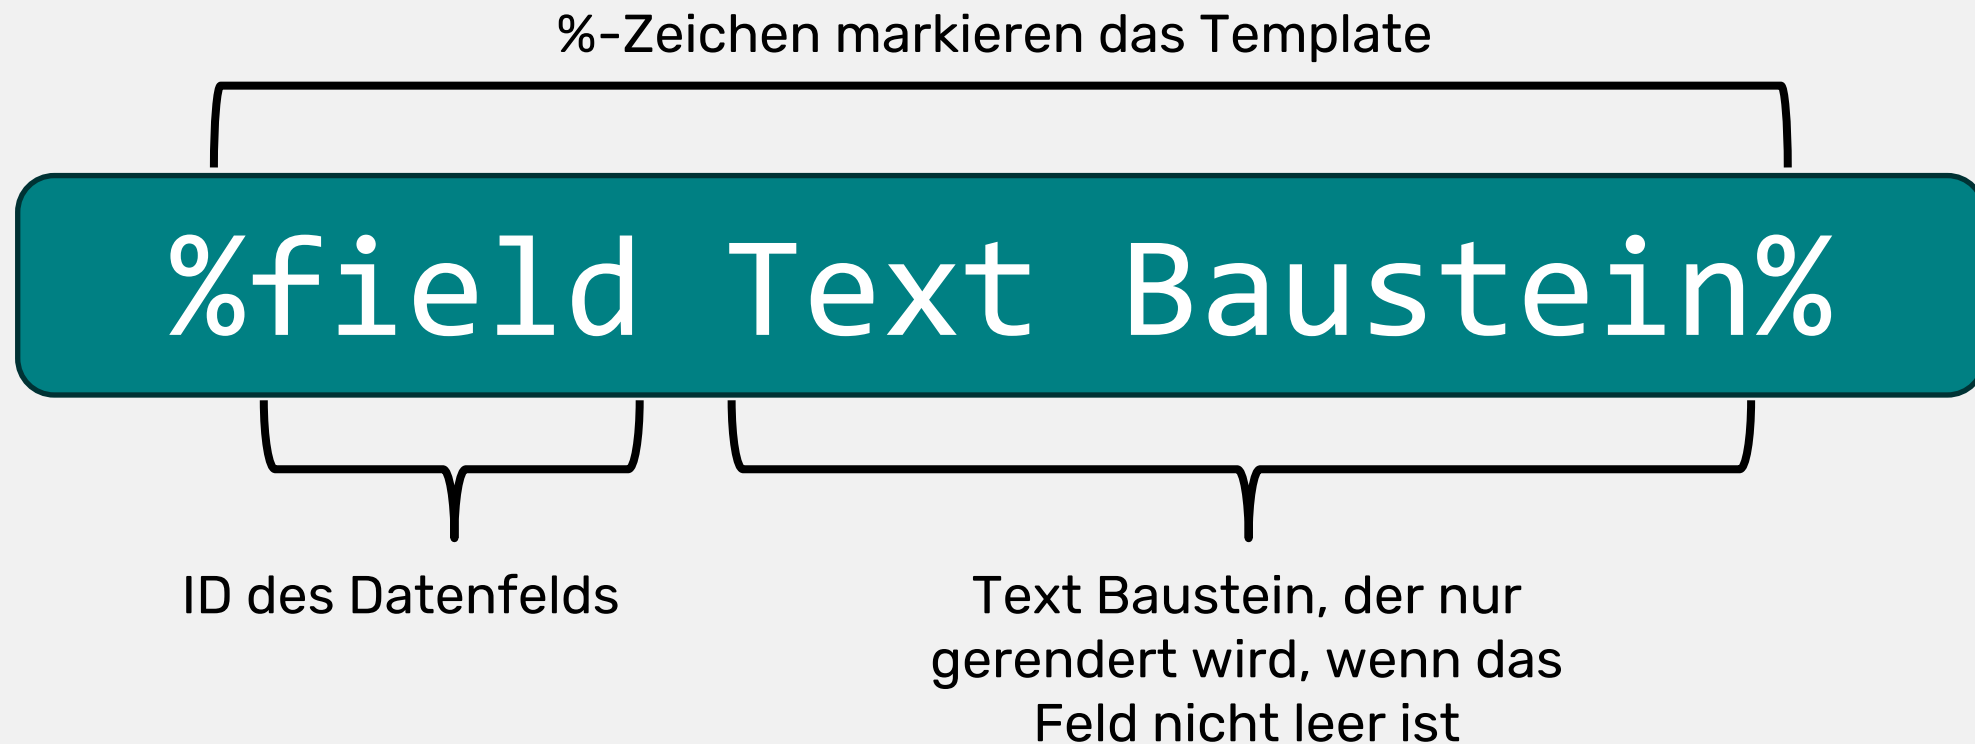 %-Zeichen markieren das Template
%field Text Baustein%
ID des Datenfelds
Text Baustein, der nur
gerendert wird, wenn das
Feld nicht leer ist